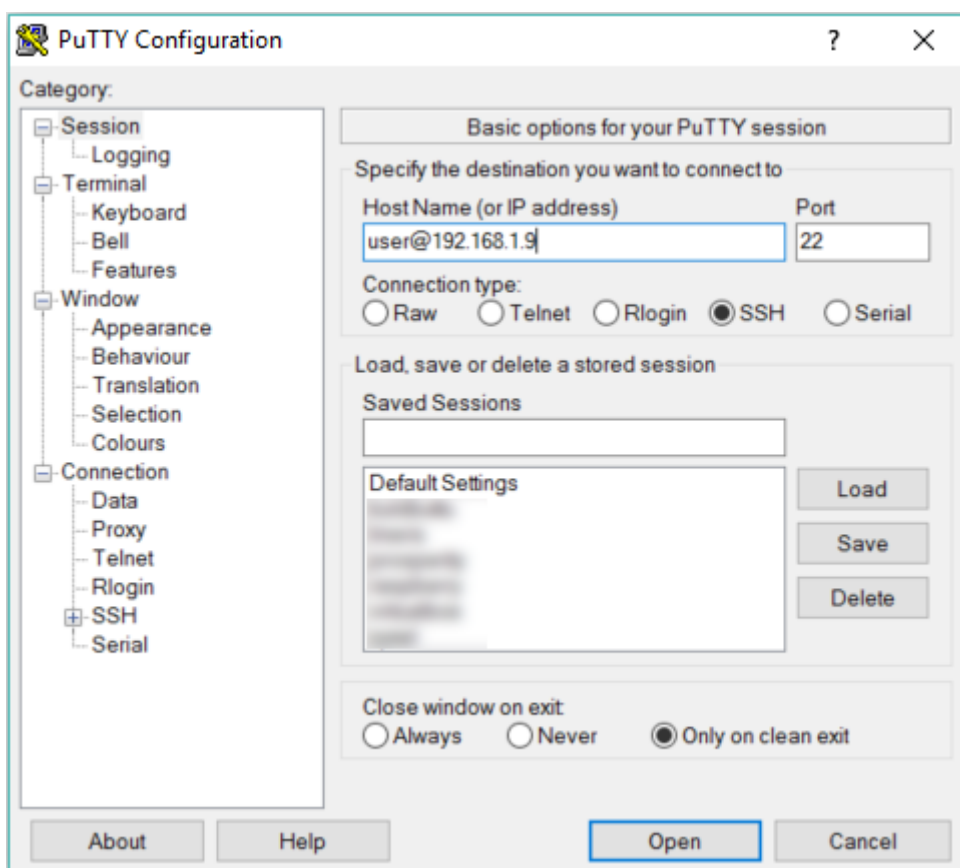 PuTTY Configuration
?
Category:
Session
Logging
Terminal
Keyboard
Bell
Features
Window
Appearance
Behaviour
Translation
Selection
Colours
Connection
Data
Proxy
Telnet
Rlogin
SSH
Serial
Basic options for your PuTTY session
Specify the destination you want to connect to
Host Name (or IP address) Port
user@192.168.1.9 22
Connection type:
Raw Telnet Rlogin SSH Serial
Load, save or delete a stored session
Saved Sessions
Default Settings
Load
Save
Delete
Close window on exit:
Always Never Only on clean exit
About Help Open Cancel